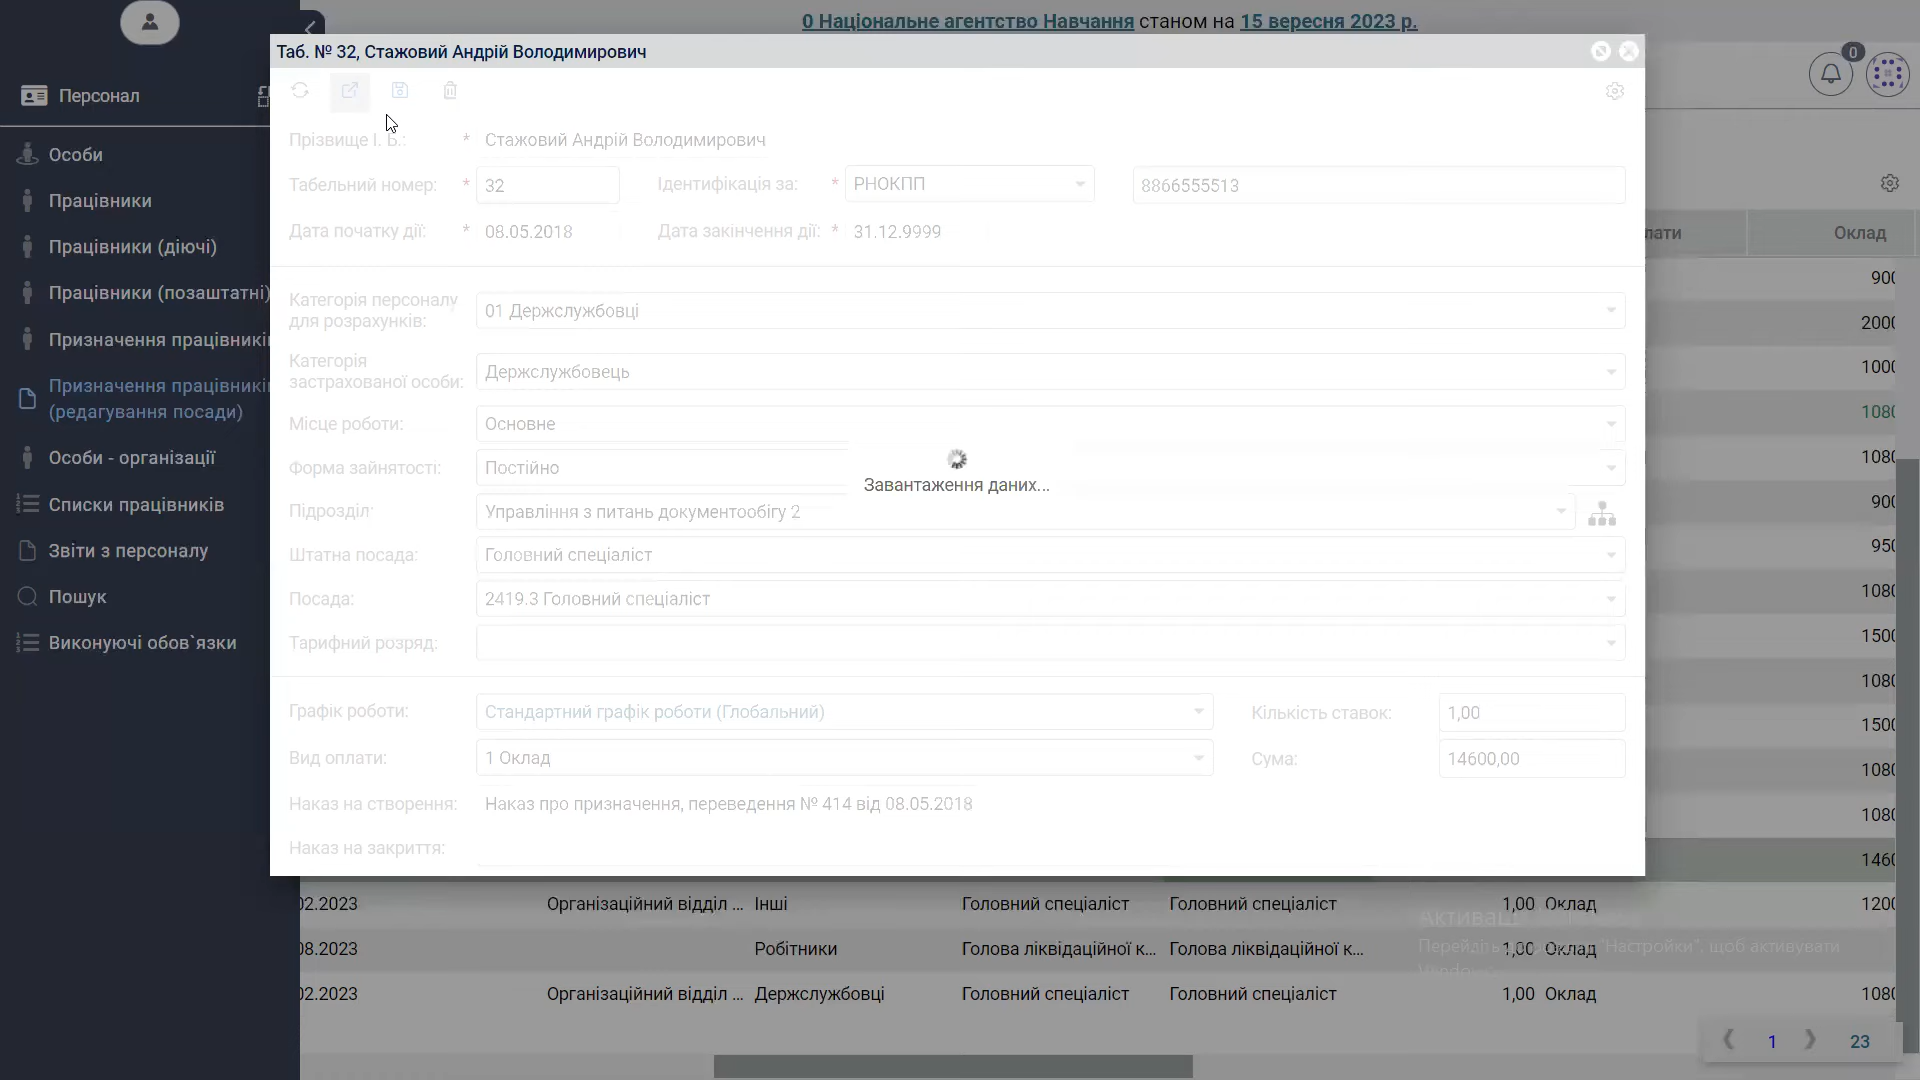 0 Національне агентство Навчання станом на 15 вересня 2023 р.
Таб. № 32, Стажовий Андрій Володимирович
0
Персонал
Особи
Працівники
Працівники (діючі)
Працівники (позаштатні)
Призначення працівників
Призначення працівників
(редагування посади)
Особи - організації
Списки працівників
Звіти з персоналу
Пошук
Виконуючі обов`язки
Прізвище І. Б.: * Стажовий Андрій Володимирович
Табельний номер: * 32 Ідентифікація за: * РНОКПП 8866555513
Дата початку дії: * 08.05.2018 Дата закінчення дії: * 31.12.9999
Категорія персоналу
для розрахунків:
01 Держслужбовці
Категорія
застрахованої особи:
Держслужбовець
Місце роботи: Основне
Форма зайнятості: Постійно
Завантаження даних...
Підрозділ: Управління з питань документообігу 2
Штатна посада: Головний спеціаліст
Посада: 2419.3 Головний спеціаліст
Тарифний розряд:
Графік роботи: Стандартний графік роботи (Глобальний) Кількість ставок: 1,00
Вид оплати: 1 Оклад Сума: 14600,00
Наказ на створення: Наказ про призначення, переведення № 414 від 08.05.2018
Наказ на закриття:
лати Оклад
900
2000
1000
1080
1080
900
950
1080
1500
1080
1500
1080
1080
1460
02.2023 Організаційний відділ ... Інші Головний спеціаліст Головний спеціаліст 1,00 Оклад 1200
08.2023 Робітники Голова ліквідаційної к... Голова ліквідаційної к... 1,00 Оклад
"Настройки", щоб активувати
02.2023 Організаційний відділ ... Держслужбовці Головний спеціаліст Головний спеціаліст 1,00 Оклад 1080
1 23